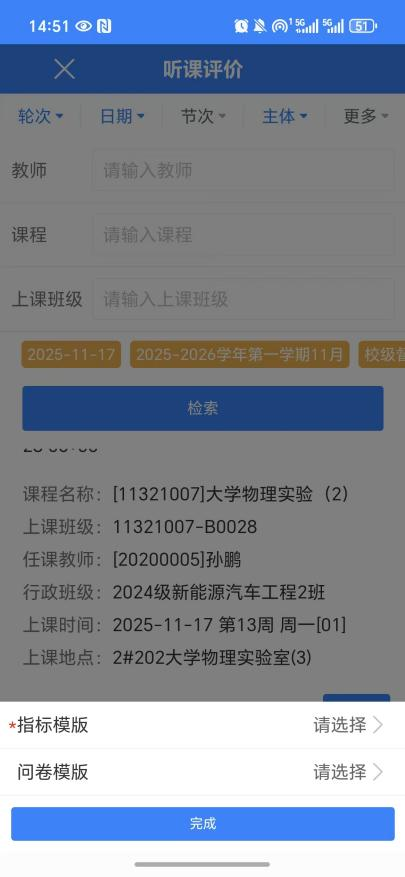 14:51 1 5G 5G 51
听课评价
轮次 日期 节次 主体 更多
教师 请输入教师
课程 请输入课程
上课班级 请输入上课班级
2025-11-17 2025-2026学年第一学期11月 校级
检索
课程名称：[11321007]大学物理实验（2）
上课班级：11321007-B0028
任课教师：[20200005]孙鹏
行政班级：2024级新能源汽车工程2班
上课时间：2025-11-17 第13周 周一[01]
上课地点：2#202大学物理实验室(3)
*指标模版 请选择
问卷模版 请选择
完成